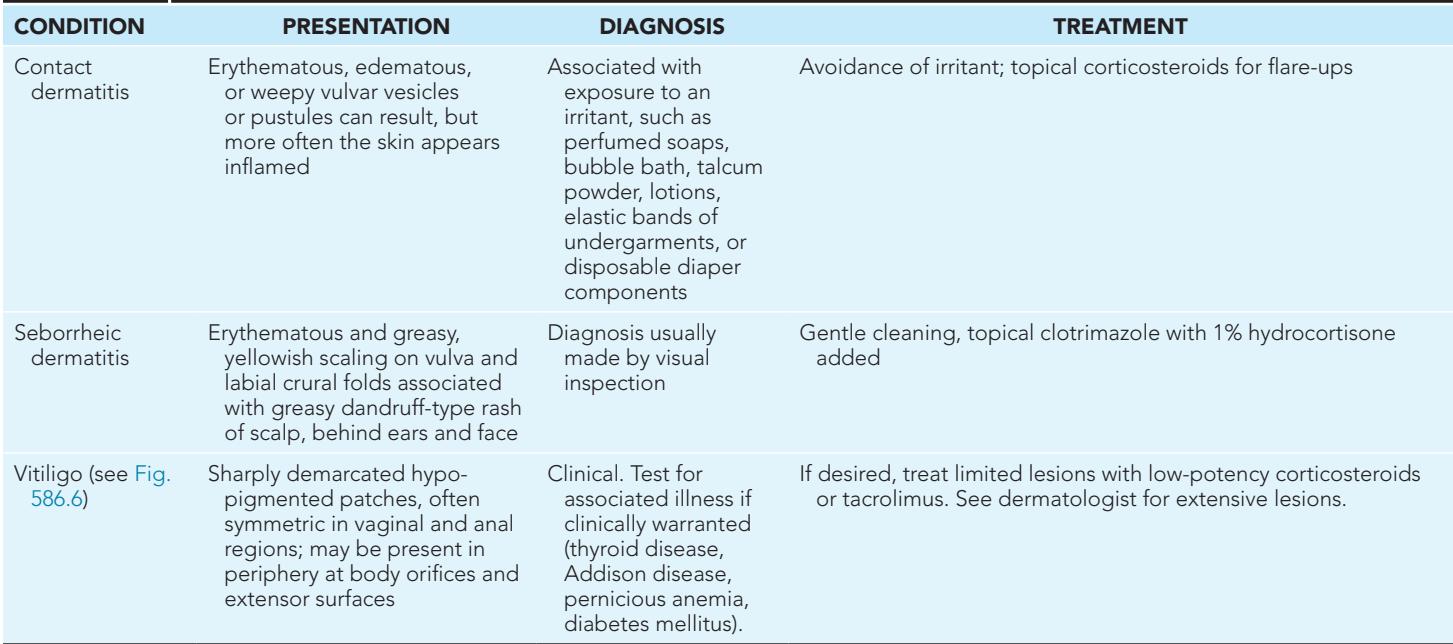 CONDITION PRESENTATION DIAGNOSIS TREATMENT
Contact dermatitis
Erythematous, edematous,
or weepy vulvar vesicles
or pustules can result, but
more often the skin appears
inflamed
Associated with
exposure to an
irritant, such as
perfumed soaps,
bubble bath, talcum
powder, lotions,
elastic bands of
undergarments, or
disposable diaper
components
Avoidance of irritant; topical corticosteroids for flare-ups
Seborrheic
dermatitis
Erythematous and greasy,
yellowish scaling on vulva and
labial crural folds associated
with greasy dandruff-type rash
of scalp, behind ears and face
Diagnosis usually
made by visual
inspection
Gentle cleaning, topical clotrimazole with 1% hydrocortisone
added
Vitiligo (see Fig.
586.6)
Sharply demarcated hypo-
pigmented patches, often
symmetric in vaginal and anal
regions; may be present in
periphery at body orifices and
extensor surfaces
Clinical. Test for
associated illness if
clinically warranted
(thyroid disease,
Addison disease,
pernicious anemia,
diabetes mellitus).
If desired, treat limited lesions with low-potency corticosteroids
or tacrolimus. See dermatologist for extensive lesions.